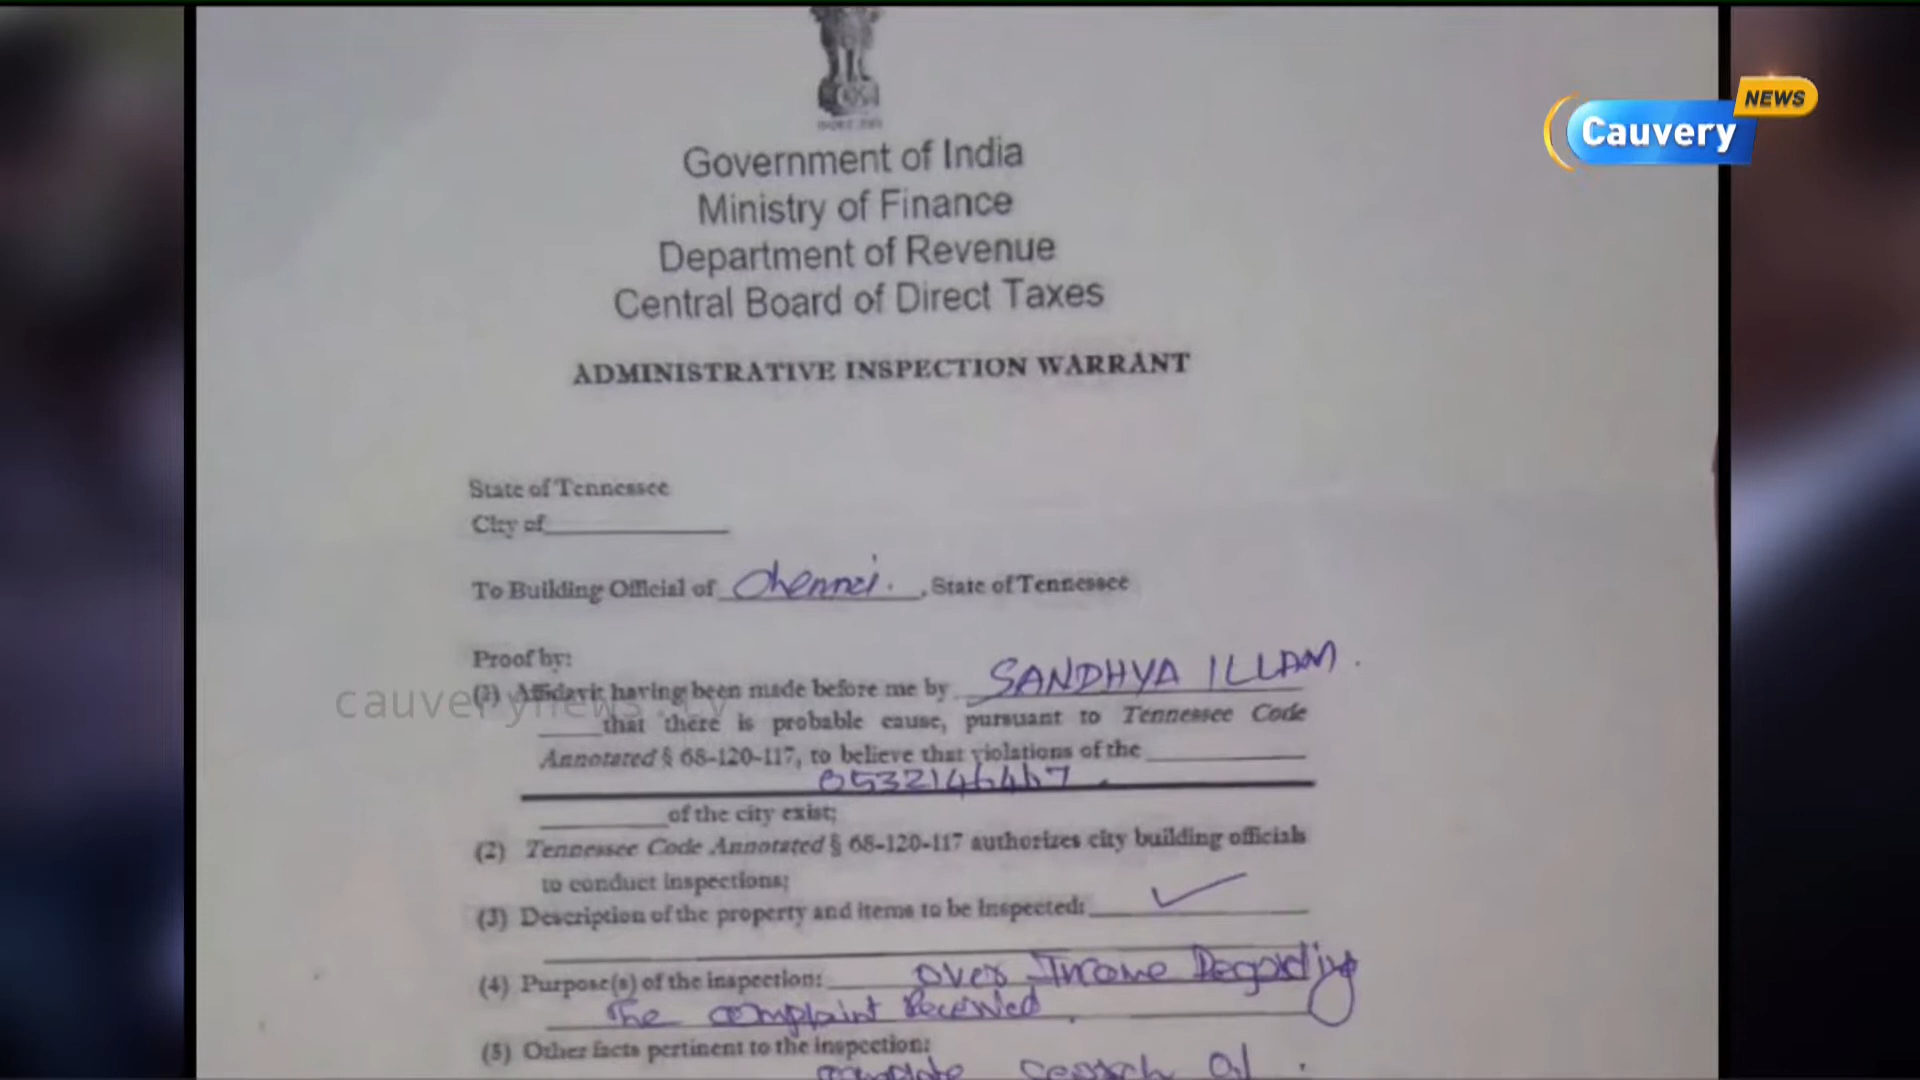 Government of India
Ministry of Finance
Department of Revenue
Central Board of Direct Taxes
NEWS
Cauvery
ADMINISTRATIVE INSPECTION WARRANT
State of Tennessee
City of
To Building Official of Chennai. , State of Tennessee
Proof by:
(1) Affidavit having been made before me by SANDHYA ILLAM.
cauverynews.tv
that there is probable cause, pursuant to Tennessee Code
Annotated § 68-120-117, to believe that violations of the
of the city exist;
(2) Tennessee Code Annotated § 68-120-117 authorizes city building officials
to conduct inspections;
(3) Description of the property and items to be inspected:
(4) Purpose(s) of the inspection: over Income Regarding
The complaint Received.
(5) Other facts pertinent to the inspection:
search of